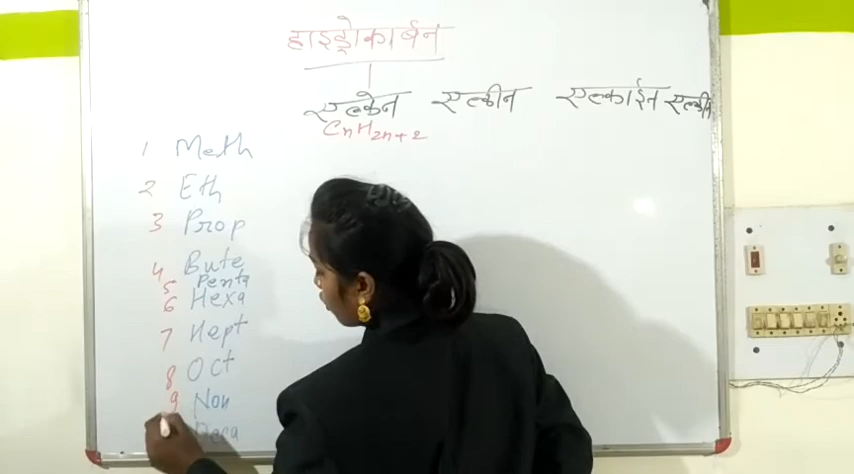 हाइड्रोकार्बन
एल्केन एल्कीन एल्काईन एल्कीन
CnH2n+2
1 Meth
2 Eth
3 Prop
4 Bute
5 Penta
6 Hexa
7 Hept
8 Oct
9 Non
Deca